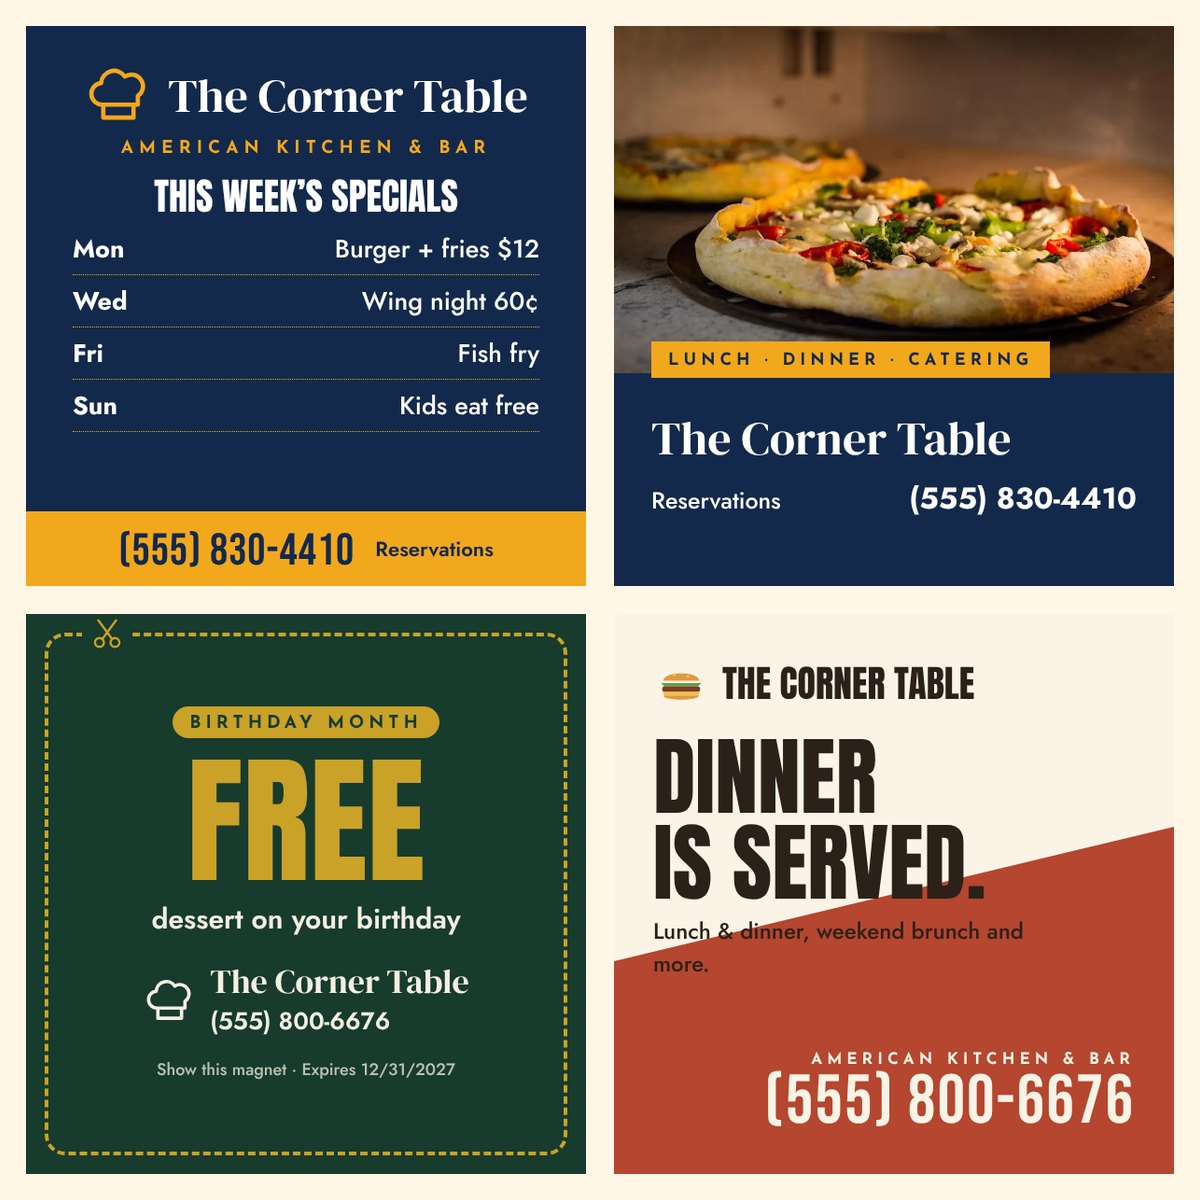 The Corner Table
AMERICAN KITCHEN & BAR
THIS WEEK'S SPECIALS
Mon Burger + fries $12
Wed Wing night 60¢
Fri Fish fry
Sun Kids eat free
(555) 830-4410 Reservations
LUNCH · DINNER · CATERING
The Corner Table
Reservations (555) 830-4410
BIRTHDAY MONTH
FREE
dessert on your birthday
The Corner Table
(555) 800-6676
Show this magnet · Expires 12/31/2027
THE CORNER TABLE
DINNER
IS SERVED.
Lunch & dinner, weekend brunch and
more.
AMERICAN KITCHEN & BAR
(555) 800-6676